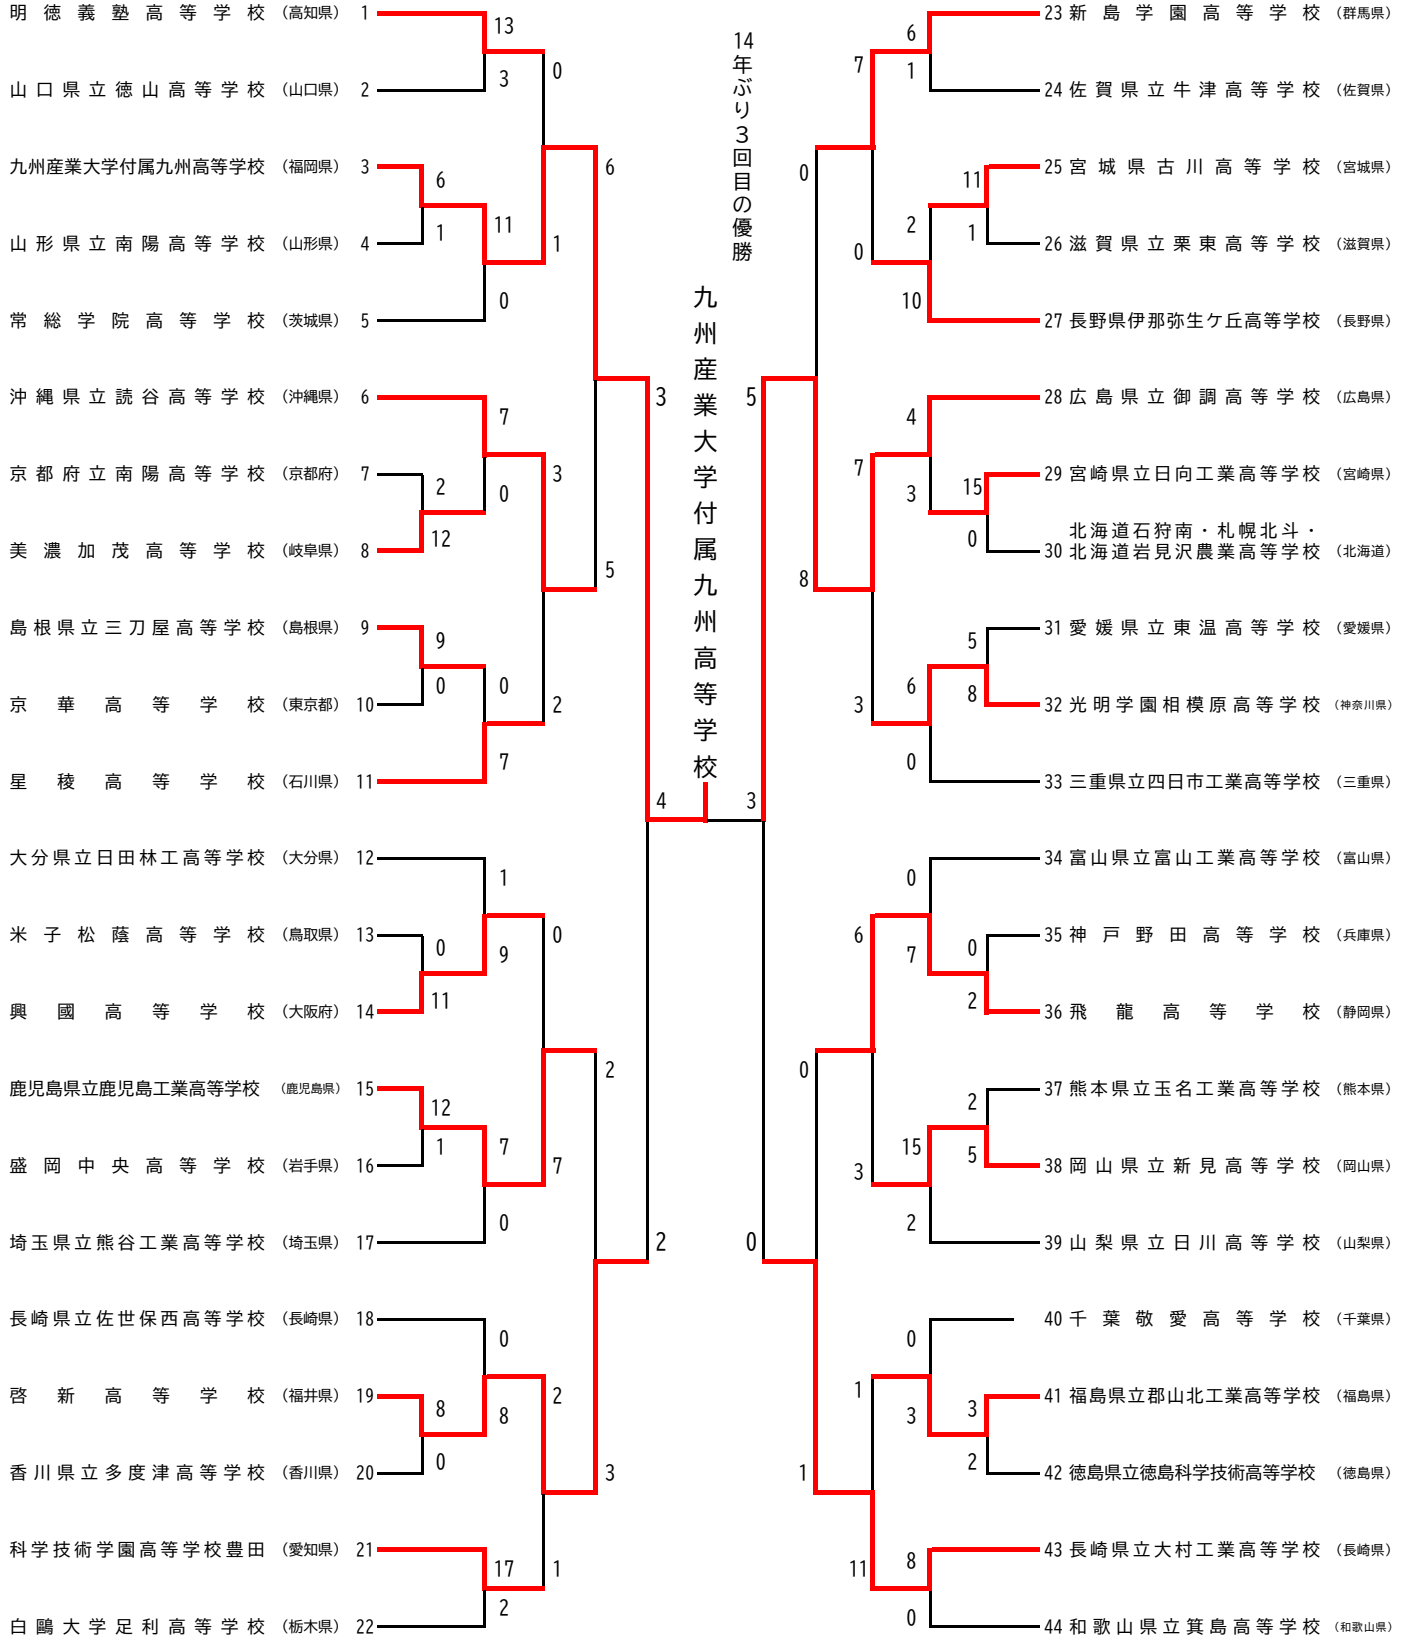 明徳義塾高等学校 （高知県） 1
山口県立徳山高等学校 （山口県） 2
九州産業大学付属九州高等学校 （福岡県） 3
山形県立南陽高等学校 （山形県） 4
常総学院高等学校 （茨城県） 5
沖縄県立読谷高等学校 （沖縄県） 6
京都府立南陽高等学校 （京都府） 7
美濃加茂高等学校 （岐阜県） 8
島根県立三刀屋高等学校 （島根県） 9
京華高等学校 （東京都） 10
星稜高等学校 （石川県） 11
大分県立日田林工高等学校 （大分県） 12
米子松蔭高等学校 （鳥取県） 13
興國高等学校 （大阪府） 14
鹿児島県立鹿児島工業高等学校 （鹿児島県） 15
盛岡中央高等学校 （岩手県） 16
埼玉県立熊谷工業高等学校 （埼玉県） 17
長崎県立佐世保西高等学校 （長崎県） 18
啓新高等学校 （福井県） 19
香川県立多度津高等学校 （香川県） 20
科学技術学園高等学校豊田 （愛知県） 21
白鷗大学足利高等学校 （栃木県） 22
6
1
2
12
9
0
0
11
12
1
8
0
13
3
11
0
7
0
0
7
1
9
7
0
0
8
17
2
0
1
3
2
0
7
2
1
6
5
2
3
3
2
4
14年ぶり３回目の優勝
九州産業大学付属九州高等学校
3
5
0
0
8
0
1
7
0
7
3
6
3
1
11
6
1
2
10
4
3
6
0
0
7
15
2
0
3
8
0
11
1
15
0
5
8
0
2
2
5
3
2
23 新島学園高等学校 （群馬県）
24 佐賀県立牛津高等学校 （佐賀県）
25 宮城県古川高等学校 （宮城県）
26 滋賀県立栗東高等学校 （滋賀県）
27 長野県伊那弥生ケ丘高等学校 （長野県）
28 広島県立御調高等学校 （広島県）
29 宮崎県立日向工業高等学校 （宮崎県）
北海道石狩南・札幌北斗・
30 北海道岩見沢農業高等学校 （北海道）
31 愛媛県立東温高等学校 （愛媛県）
32 光明学園相模原高等学校 （神奈川県）
33 三重県立四日市工業高等学校 （三重県）
34 富山県立富山工業高等学校 （富山県）
35 神戸野田高等学校 （兵庫県）
36 飛龍高等学校 （静岡県）
37 熊本県立玉名工業高等学校 （熊本県）
38 岡山県立新見高等学校 （岡山県）
39 山梨県立日川高等学校 （山梨県）
40 千葉敬愛高等学校 （千葉県）
41 福島県立郡山北工業高等学校 （福島県）
42 徳島県立徳島科学技術高等学校 （徳島県）
43 長崎県立大村工業高等学校 （長崎県）
44 和歌山県立箕島高等学校 （和歌山県）